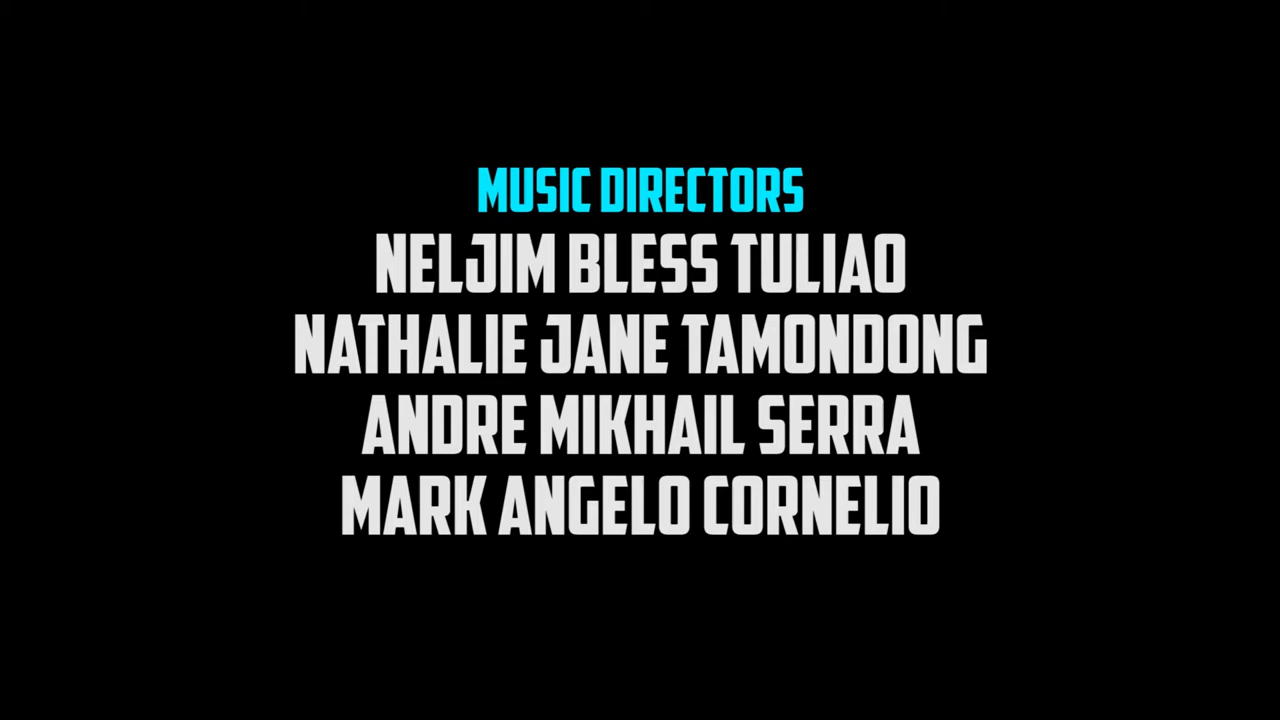 MUSIC DIRECTORS
NELJIM BLESS TULIAO
NATHALIE JANE TAMONDONG
ANDRE MIKHAIL SERRA
MARK ANGELO CORNELIO